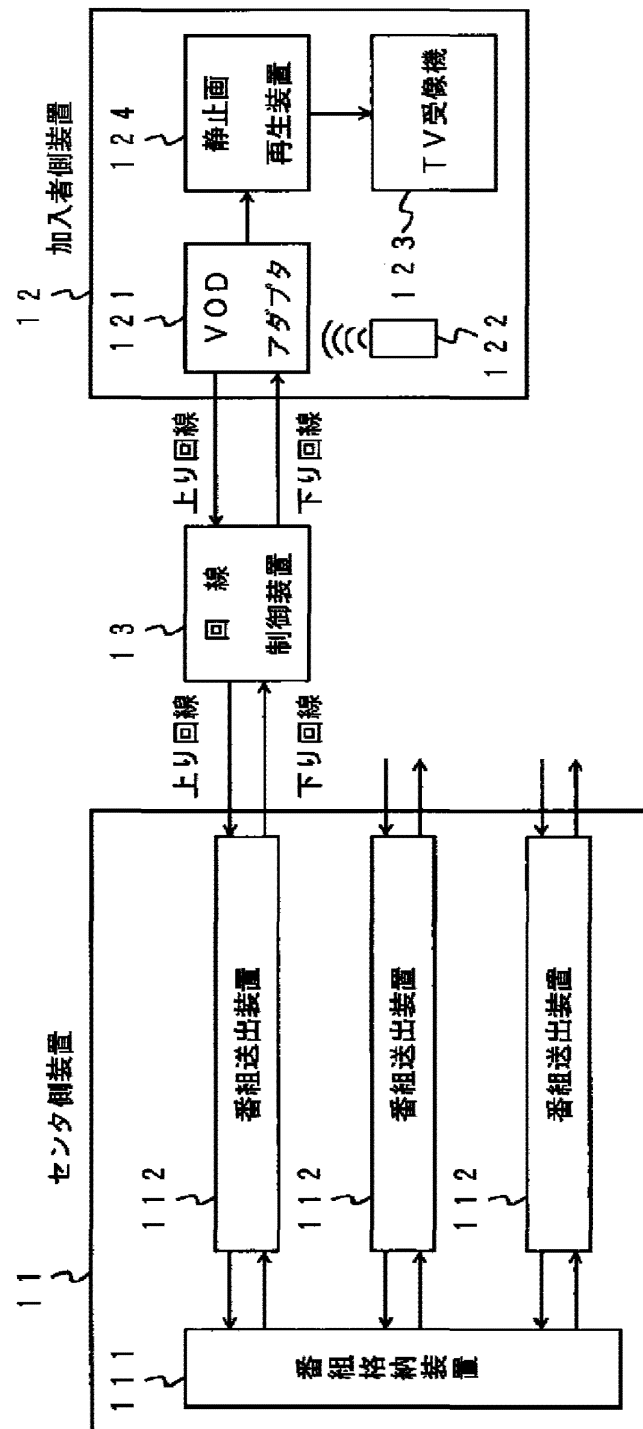 11
センタ側装置
111
番組格納装置
112
番組送出装置
112
番組送出装置
112
番組送出装置
上り回線
下り回線
13
回線
制御装置
上り回線
下り回線
12
加入者側装置
121
VOD
アダプタ
122
124
静止画
再生装置
123
TV受像機